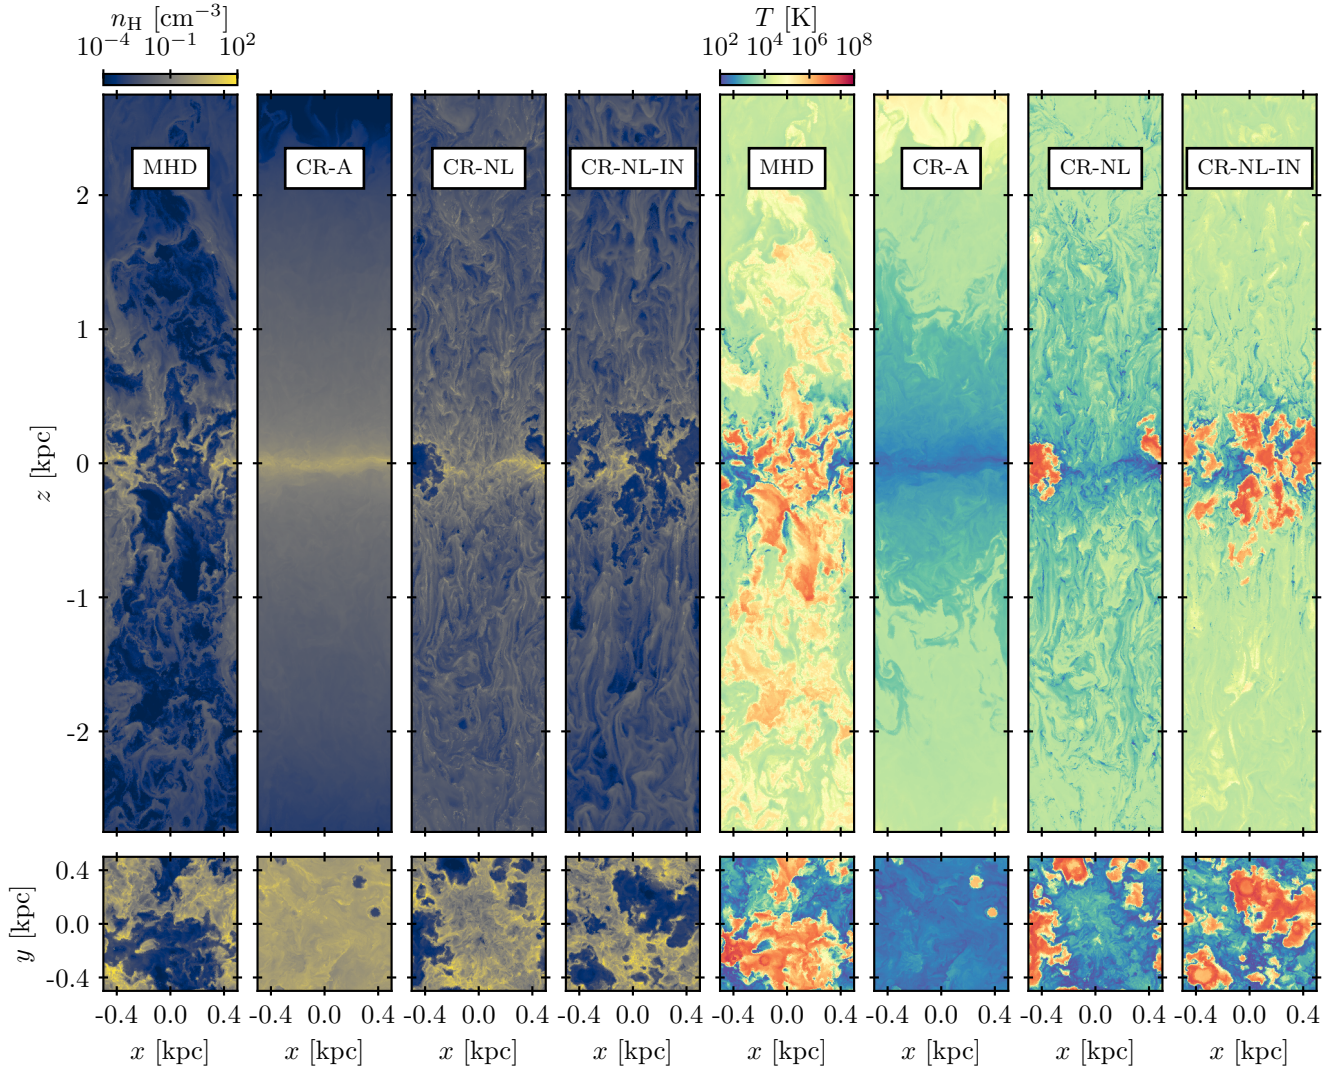 n_H [cm^−3]
10^−4 10^−1 10^2
T [K]
10^2 10^4 10^6 10^8
MHD CR-A CR-NL CR-NL-IN MHD CR-A CR-NL CR-NL-IN
2
1
0
-1
-2
z [kpc]
0.4
0.0
-0.4
y [kpc]
-0.4 0.0 0.4 -0.4 0.0 0.4 -0.4 0.0 0.4 -0.4 0.0 0.4 -0.4 0.0 0.4 -0.4 0.0 0.4 -0.4 0.0 0.4 -0.4 0.0 0.4
x [kpc] x [kpc] x [kpc] x [kpc] x [kpc] x [kpc] x [kpc] x [kpc]